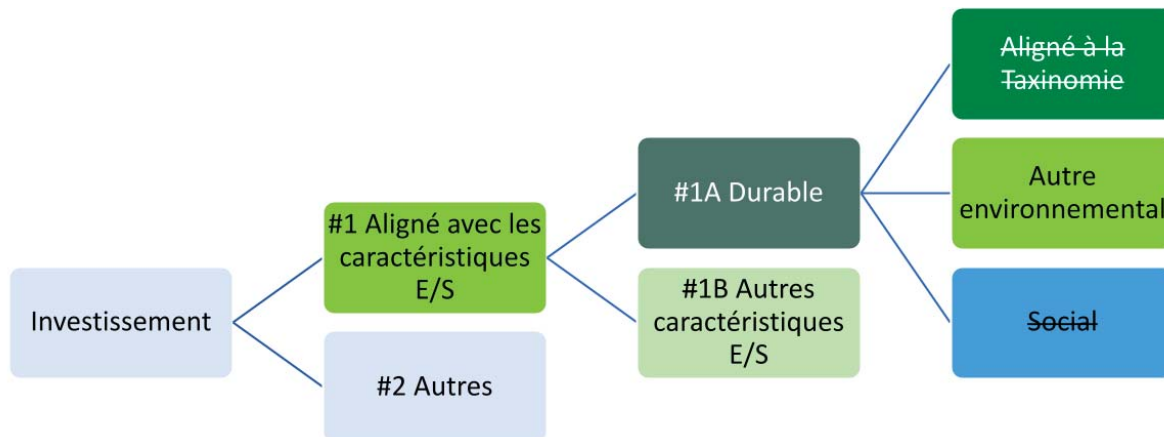 Aligné à la
Taxinomie
#1A Durable
Autre
environnemental
#1 Aligné avec les
caractéristiques
E/S
#1B Autres
caractéristiques
E/S
Investissement
Social
#2 Autres